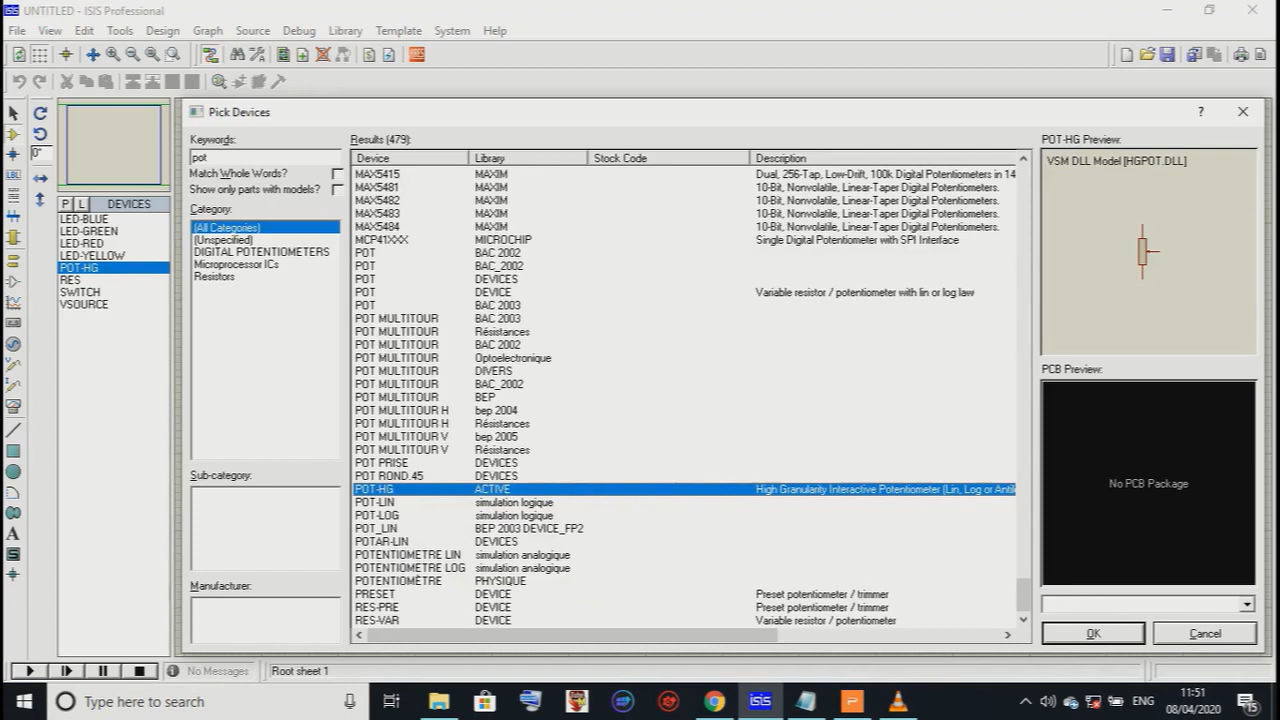 UNTITLED - ISIS Professional
File View Edit Tools Design Graph Source Debug Library Template System Help
Pick Devices
Keywords:
pot
Match Whole Words?
Show only parts with models?
Category:
(All Categories)
(Unspecified)
DIGITAL POTENTIOMETERS
Microprocessor ICs
Resistors
Sub-category:
Manufacturer:
0°
P L DEVICES
LED-BLUE
LED-GREEN
LED-RED
LED-YELLOW
POT-HG
RES
SWITCH
VSOURCE
Results (479):
Device Library Stock Code Description
MAX5415 MAXIM Dual, 256-Tap, Low-Drift, 100k Digital Potentiometers in 14
MAX5481 MAXIM 10-Bit, Nonvolatile, Linear-Taper Digital Potentiometers.
MAX5482 MAXIM 10-Bit, Nonvolatile, Linear-Taper Digital Potentiometers.
MAX5483 MAXIM 10-Bit, Nonvolatile, Linear-Taper Digital Potentiometers.
MAX5484 MAXIM 10-Bit, Nonvolatile, Linear-Taper Digital Potentiometers.
MCP41XXX MICROCHIP Single Digital Potentiometer with SPI Interface
POT BAC 2002
POT BAC_2002
POT DEVICES
POT DEVICE Variable resistor / potentiometer with lin or log law
POT BAC 2003
POT MULTITOUR BAC 2003
POT MULTITOUR Résistances
POT MULTITOUR BAC 2002
POT MULTITOUR Optoelectronique
POT MULTITOUR DIVERS
POT MULTITOUR BAC_2002
POT MULTITOUR BEP
POT MULTITOUR H bep 2004
POT MULTITOUR H Résistances
POT MULTITOUR V bep 2005
POT MULTITOUR V Résistances
POT PRISE DEVICES
POT ROND.45 DEVICES
POT-HG ACTIVE High Granularity Interactive Potentiometer (Lin, Log or Antil
POT-LIN simulation logique
POT-LOG simulation logique
POT_LIN BEP 2003 DEVICE_FP2
POTAR-LIN DEVICES
POTENTIOMETRE LIN simulation analogique
POTENTIOMETRE LOG simulation analogique
POTENTIOMÈTRE PHYSIQUE
PRESET DEVICE Preset potentiometer / trimmer
RES-PRE DEVICE Preset potentiometer / trimmer
RES-VAR DEVICE Variable resistor / potentiometer
POT-HG Preview:
VSM DLL Model [HGPOT.DLL]
PCB Preview:
No PCB Package
OK Cancel
No Messages Root sheet 1
Type here to search
ENG
11:51
08/04/2020
15